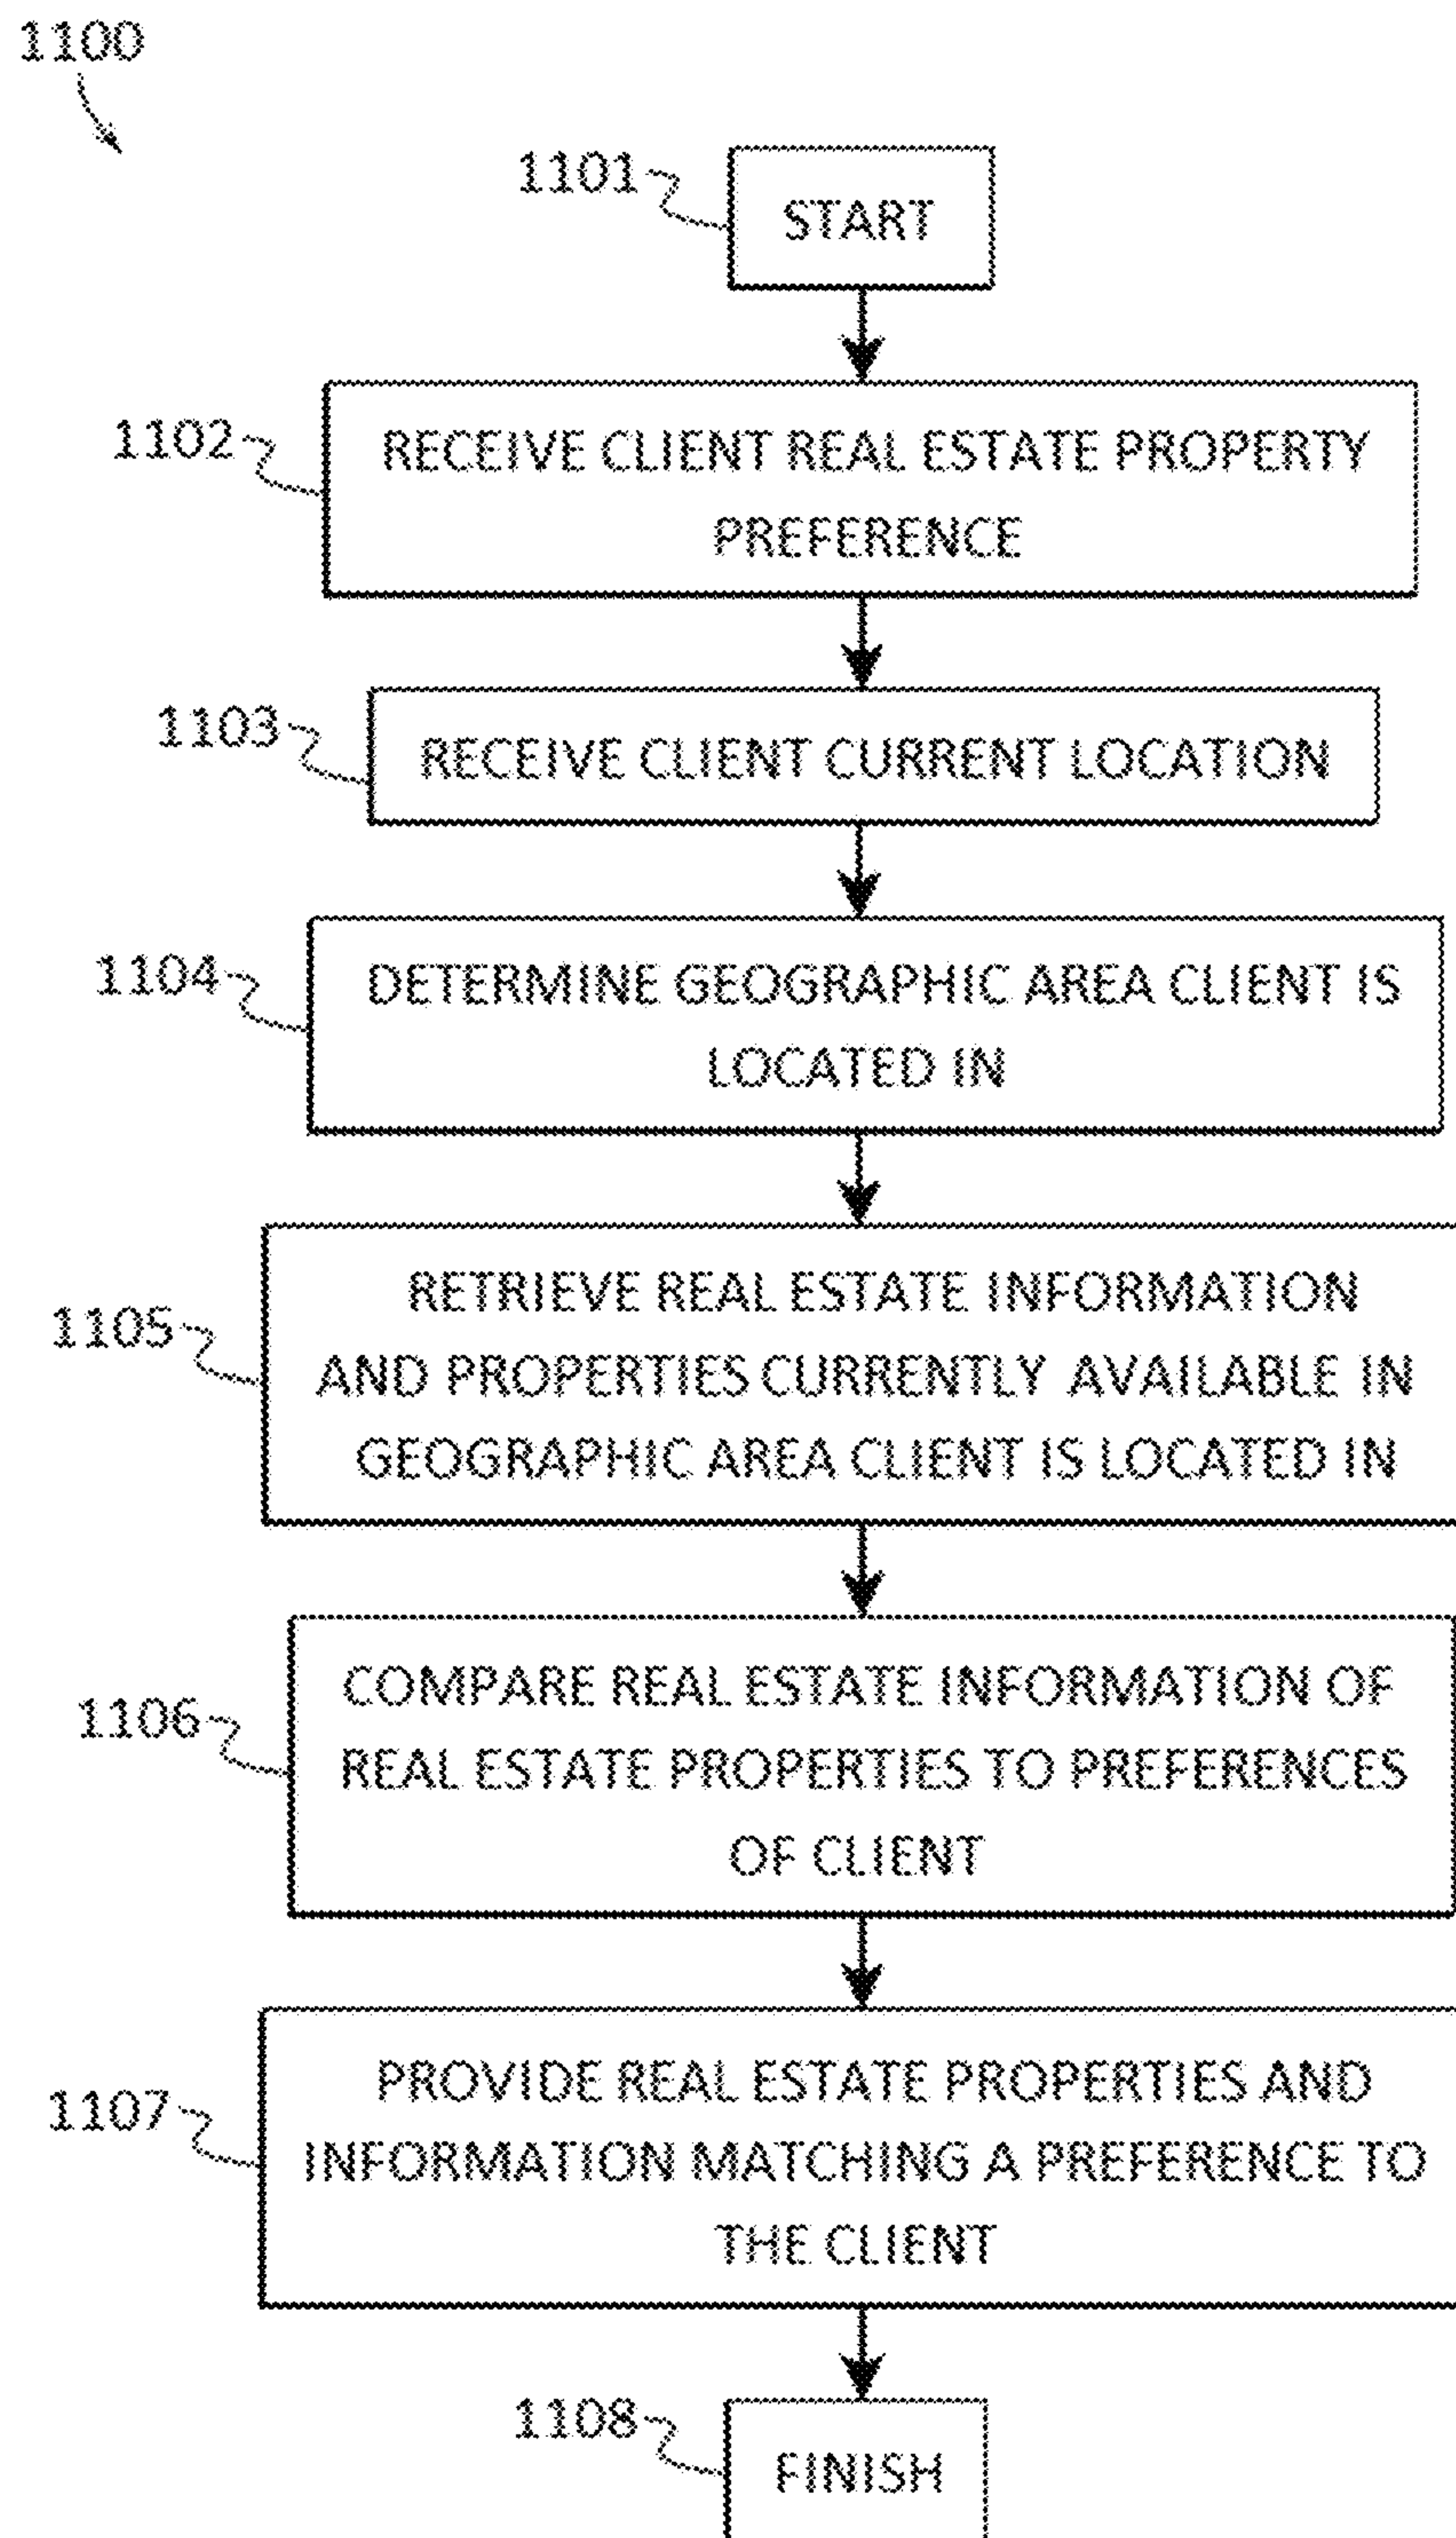 1100
1101
START
1102
RECEIVE CLIENT REAL ESTATE PROPERTY
PREFERENCE
1103
RECEIVE CLIENT CURRENT LOCATION
1104
DETERMINE GEOGRAPHIC AREA CLIENT IS
LOCATED IN
1105
RETRIEVE REAL ESTATE INFORMATION
AND PROPERTIES CURRENTLY AVAILABLE IN
GEOGRAPHIC AREA CLIENT IS LOCATED IN
1106
COMPARE REAL ESTATE INFORMATION OF
REAL ESTATE PROPERTIES TO PREFERENCES
OF CLIENT
1107
PROVIDE REAL ESTATE PROPERTIES AND
INFORMATION MATCHING A PREFERENCE TO
THE CLIENT
1108
FINISH